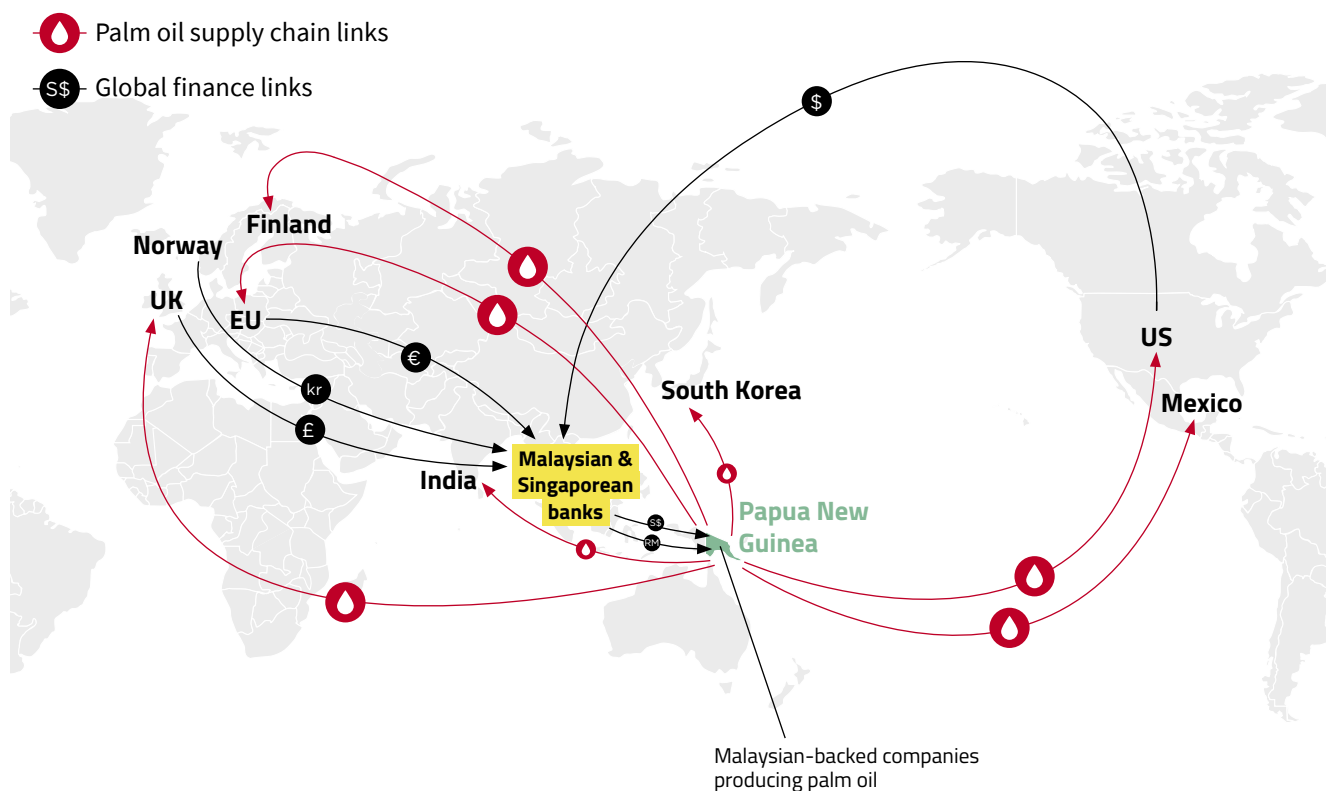 Palm oil supply chain links
S$ Global finance links
$
Finland
Norway
UK
EU
€
kr
£
US
South Korea
Mexico
Malaysian &
Singaporean
banks
India
S$
RM
Papua New
Guinea
Malaysian-backed companies
producing palm oil